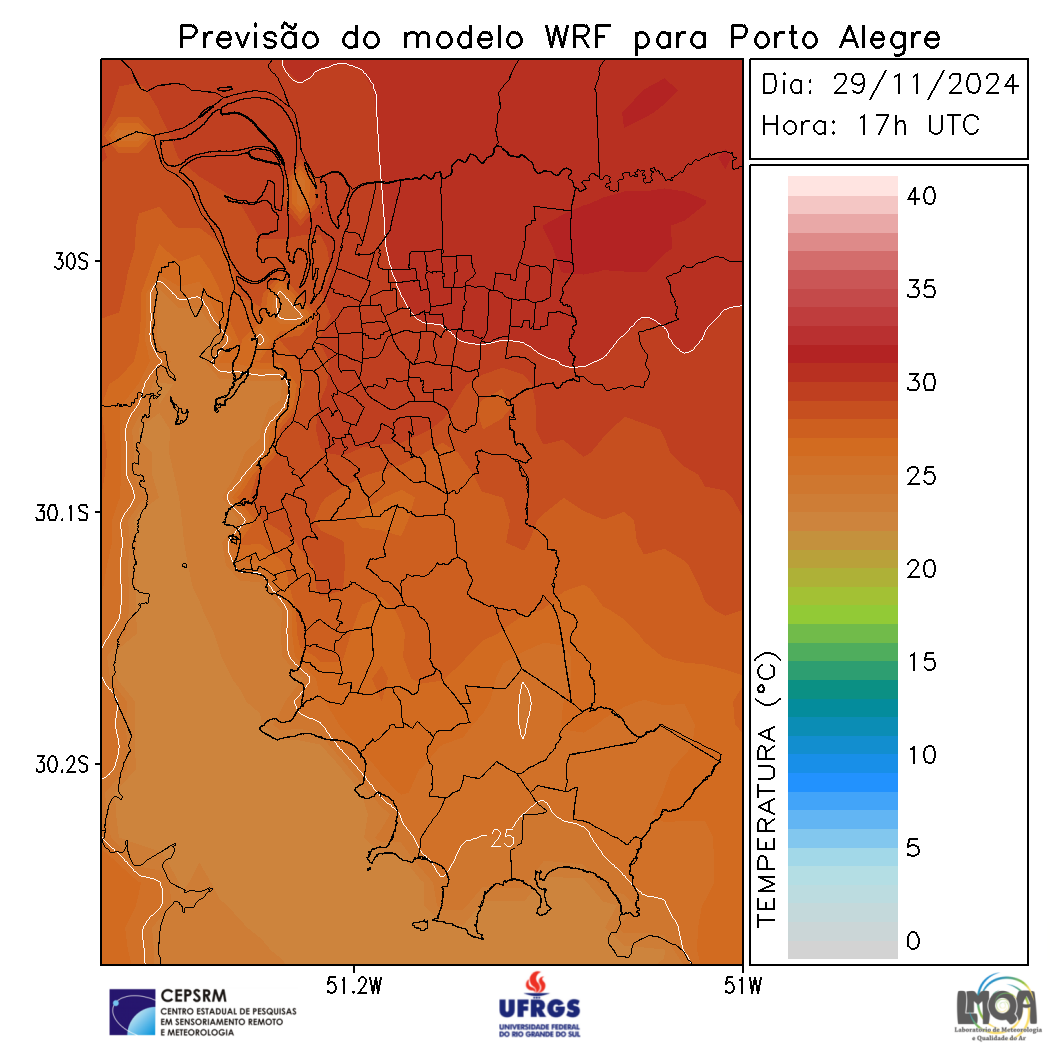 Previsão do modelo WRF para Porto Alegre
Dia: 29/11/2024
Hora: 17h UTC
40
35
30
25
20
15
10
5
0
TEMPERATURA (°C)
30S
30.1S
30.2S
25
51.2W
51W
CEPSRM
CENTRO ESTADUAL DE PESQUISAS
EM SENSORIAMENTO REMOTO
E METEOROLOGIA
UFRGS
UNIVERSIDADE FEDERAL
DO RIO GRANDE DO SUL
LMQA
Laboratório de Meteorologia
e Qualidade do Ar